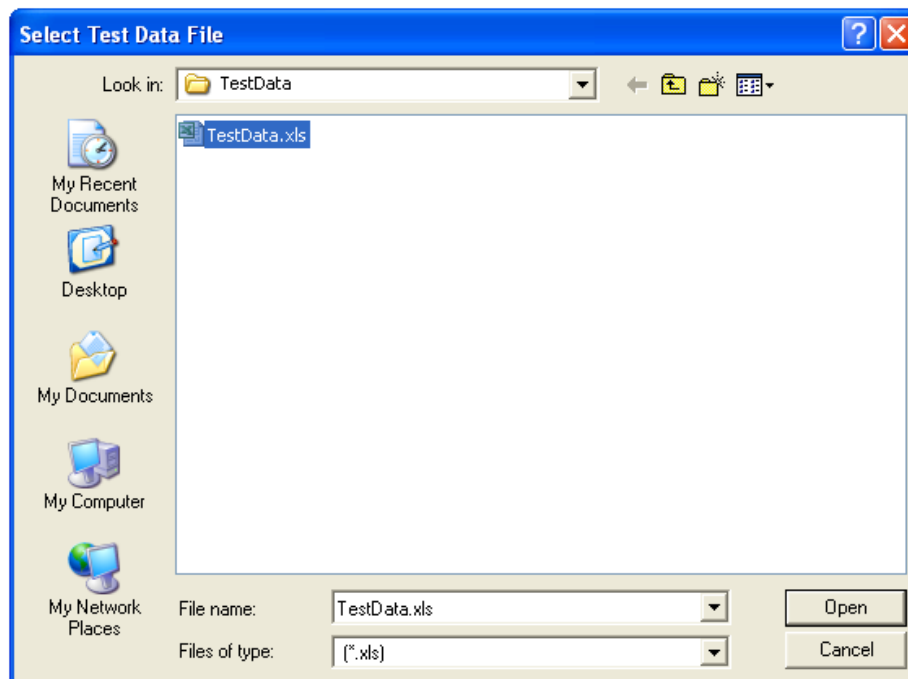 Select Test Data File
Look in: TestData
TestData.xls
My Recent
Documents
Desktop
My Documents
My Computer
My Network
Places
File name: TestData.xls Open
Files of type: (*.xls) Cancel